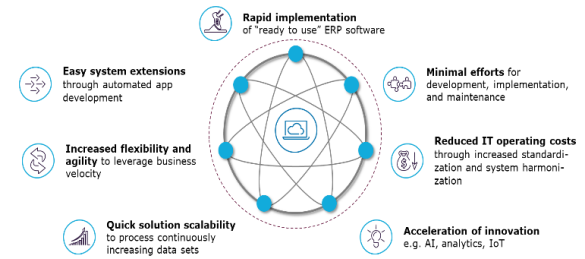 Rapid implementation
of “ready to use” ERP software
Easy system extensions
through automated app
development
Minimal efforts for
development, implementation,
and maintenance
Increased flexibility and
agility to leverage business
velocity
Reduced IT operating costs
through increased standardi-
zation and system harmoni-
zation
Quick solution scalability
to process continuously
increasing data sets
Acceleration of innovation
e.g. AI, analytics, IoT